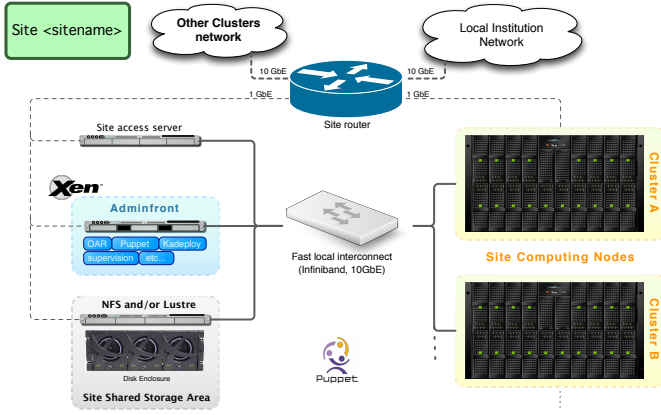 Site <sitename>
Other Clusters
network
Local Institution
Network
10 GbE
10 GbE
1 GbE
1 GbE
Site router
Site access server
Xen
Adminfront
OAR
Puppet
Kadeploy
supervision
etc...
Fast local interconnect
(Infiniband, 10GbE)
Cluster A
Site Computing Nodes
Cluster B
NFS and/or Lustre
Disk Enclosure
Site Shared Storage Area
Puppet